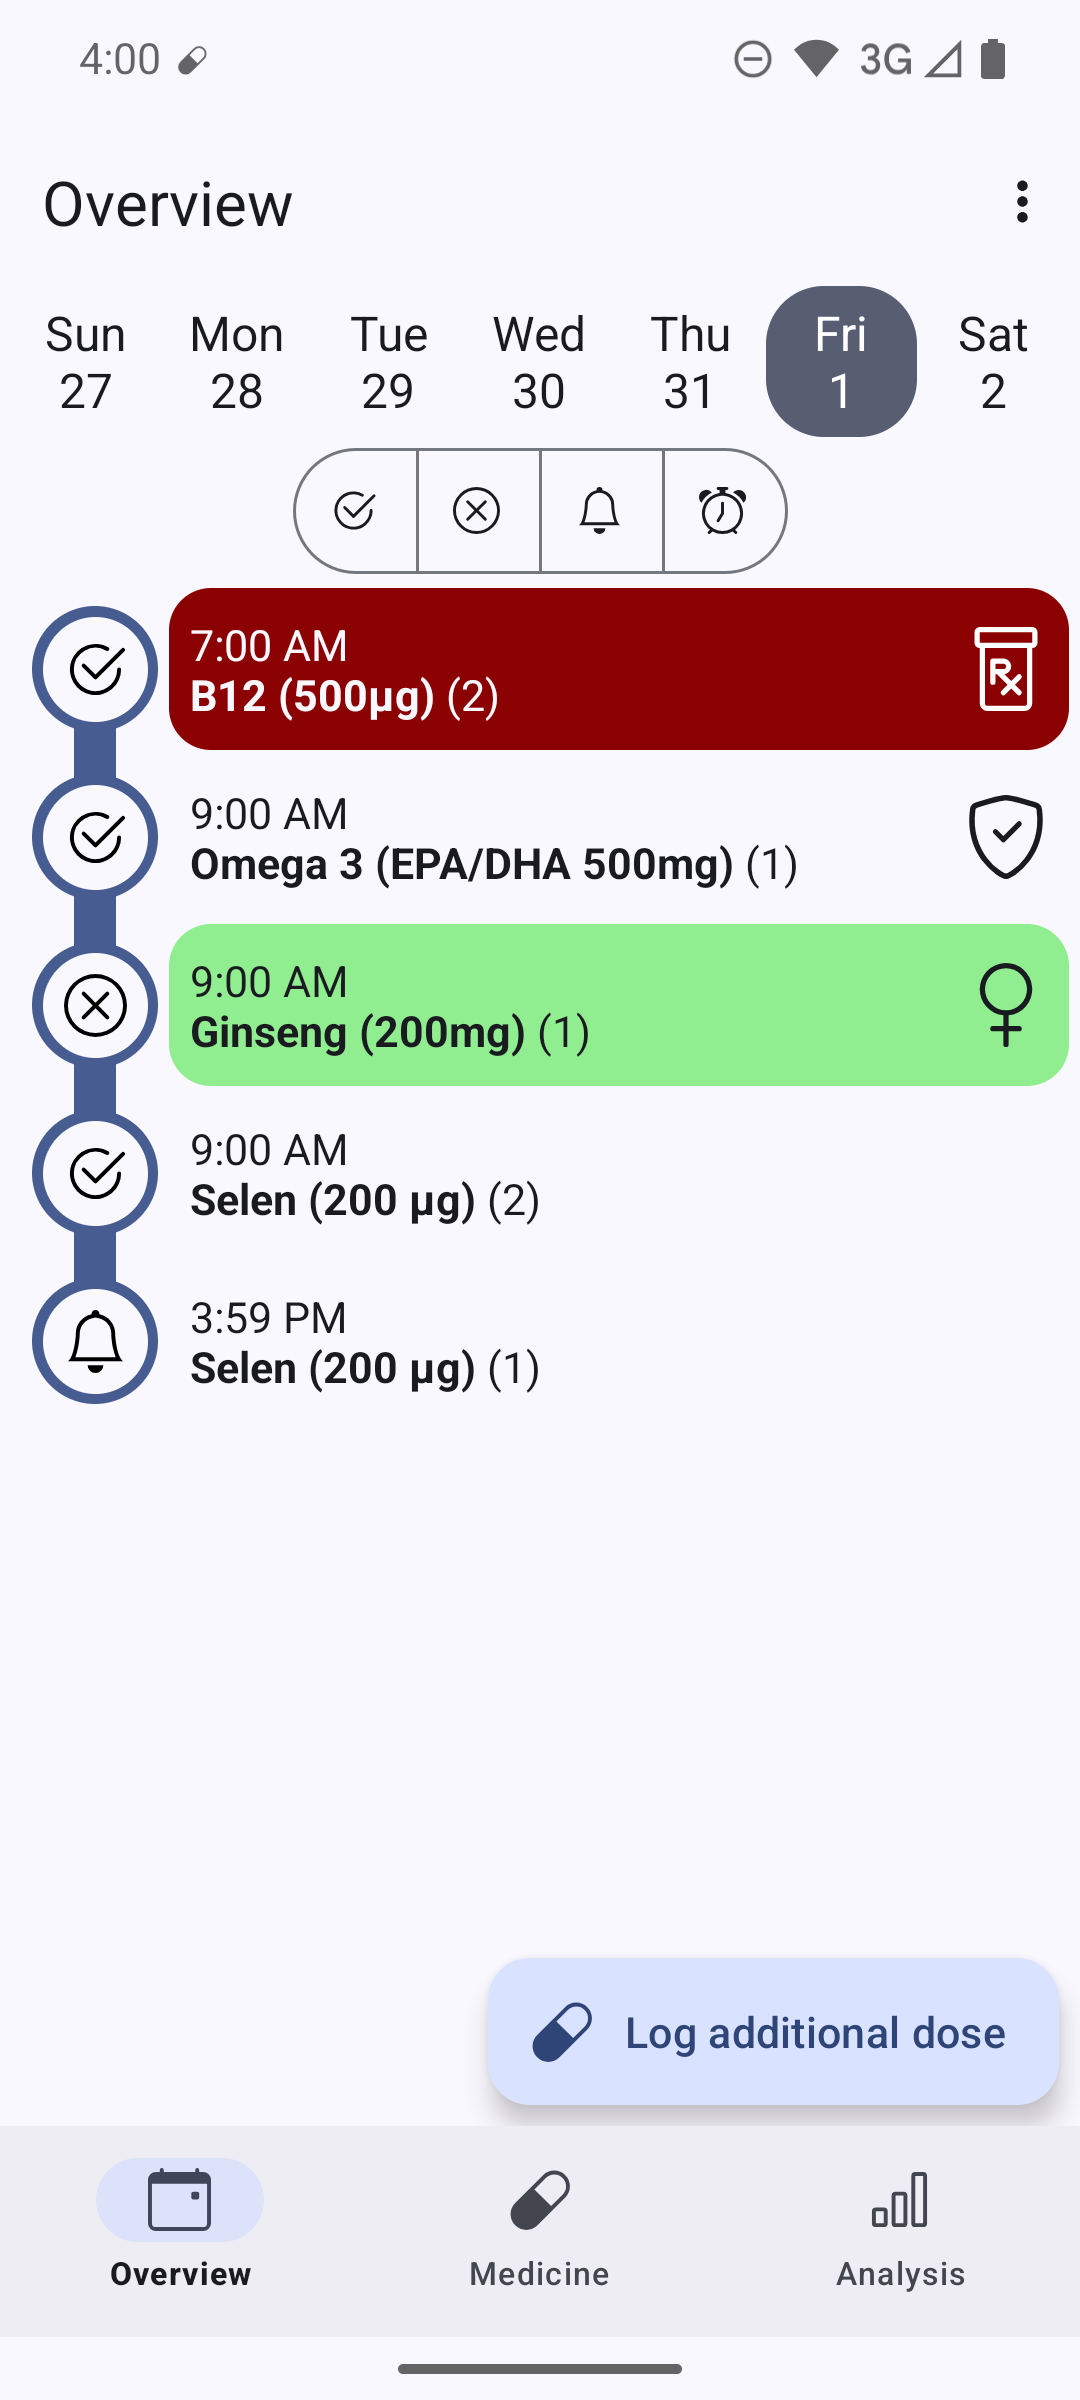 4:00
3G
Overview
Sun Mon Tue Wed Thu Fri Sat
27 28 29 30 31 1 2
7:00 AM
B12 (500µg) (2)
9:00 AM
Omega 3 (EPA/DHA 500mg) (1)
9:00 AM
Ginseng (200mg) (1)
9:00 AM
Selen (200 µg) (2)
3:59 PM
Selen (200 µg) (1)
Log additional dose
Overview Medicine Analysis